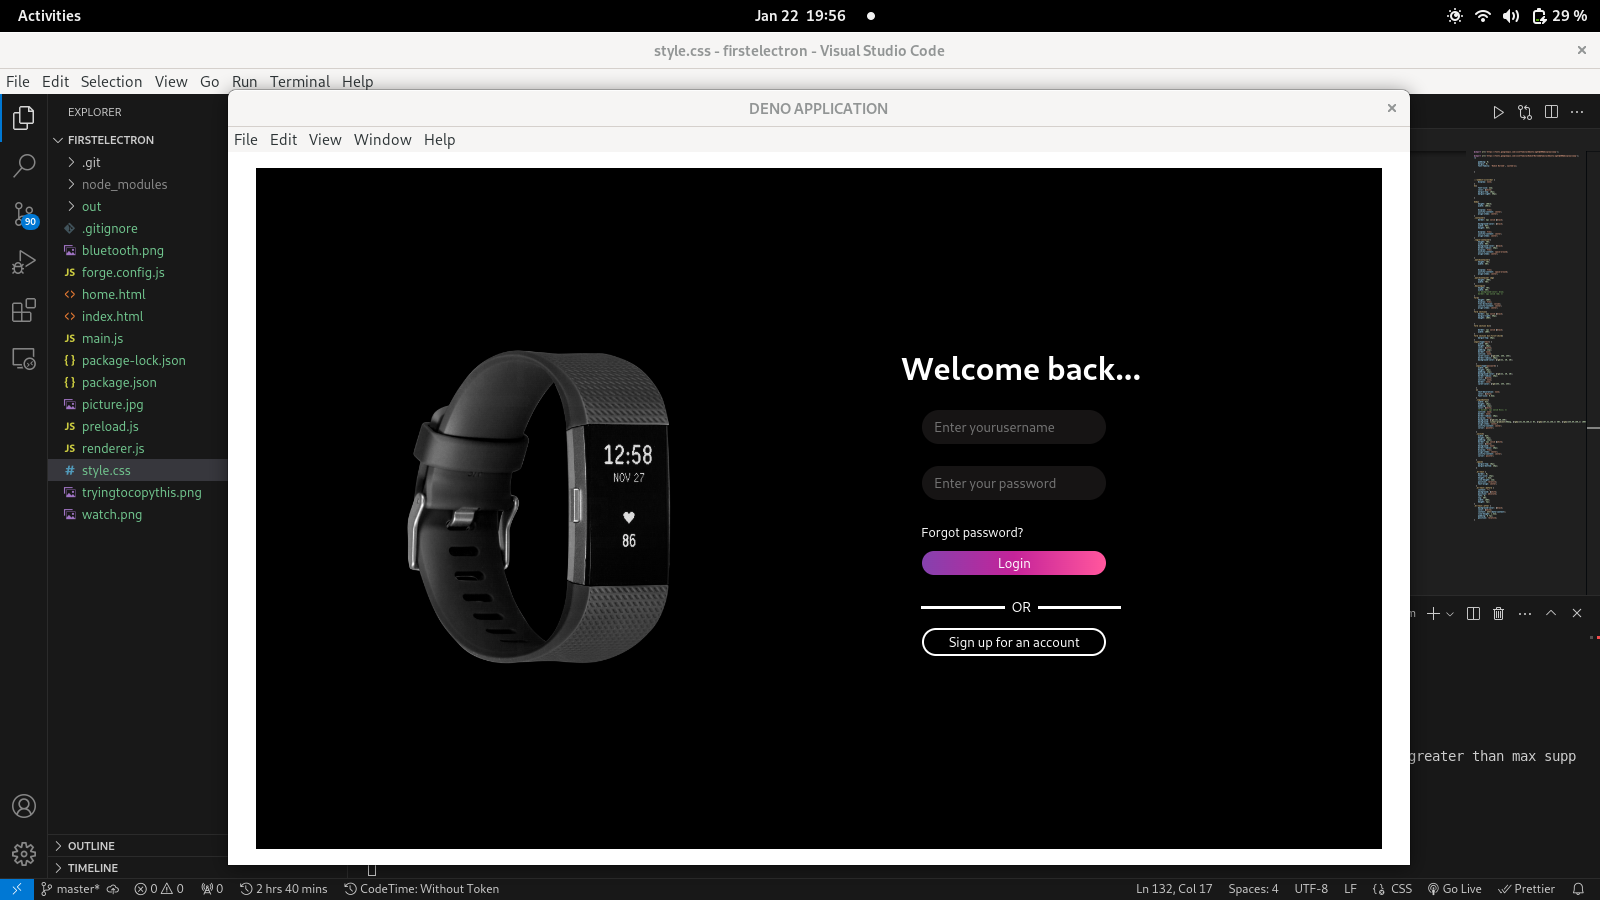 Activities
Jan 22 19:56
29 %
style.css - firstelectron - Visual Studio Code
File Edit Selection View Go Run Terminal Help
EXPLORER
FIRSTELECTRON
.git
node_modules
out
90
.gitignore
bluetooth.png
forge.config.js
home.html
index.html
main.js
package-lock.json
package.json
picture.jpg
preload.js
renderer.js
style.css
tryingtocopythis.png
watch.png
DENO APPLICATION
File Edit View Window Help
12:58
NOV 27
86
Welcome back...
Enter yourusername
Enter your password
Forgot password?
Login
OR
Sign up for an account
greater than max supp
OUTLINE
TIMELINE
master* 0 0 0 2 hrs 40 mins CodeTime: Without Token Ln 132, Col 17 Spaces: 4 UTF-8 LF CSS Go Live Prettier